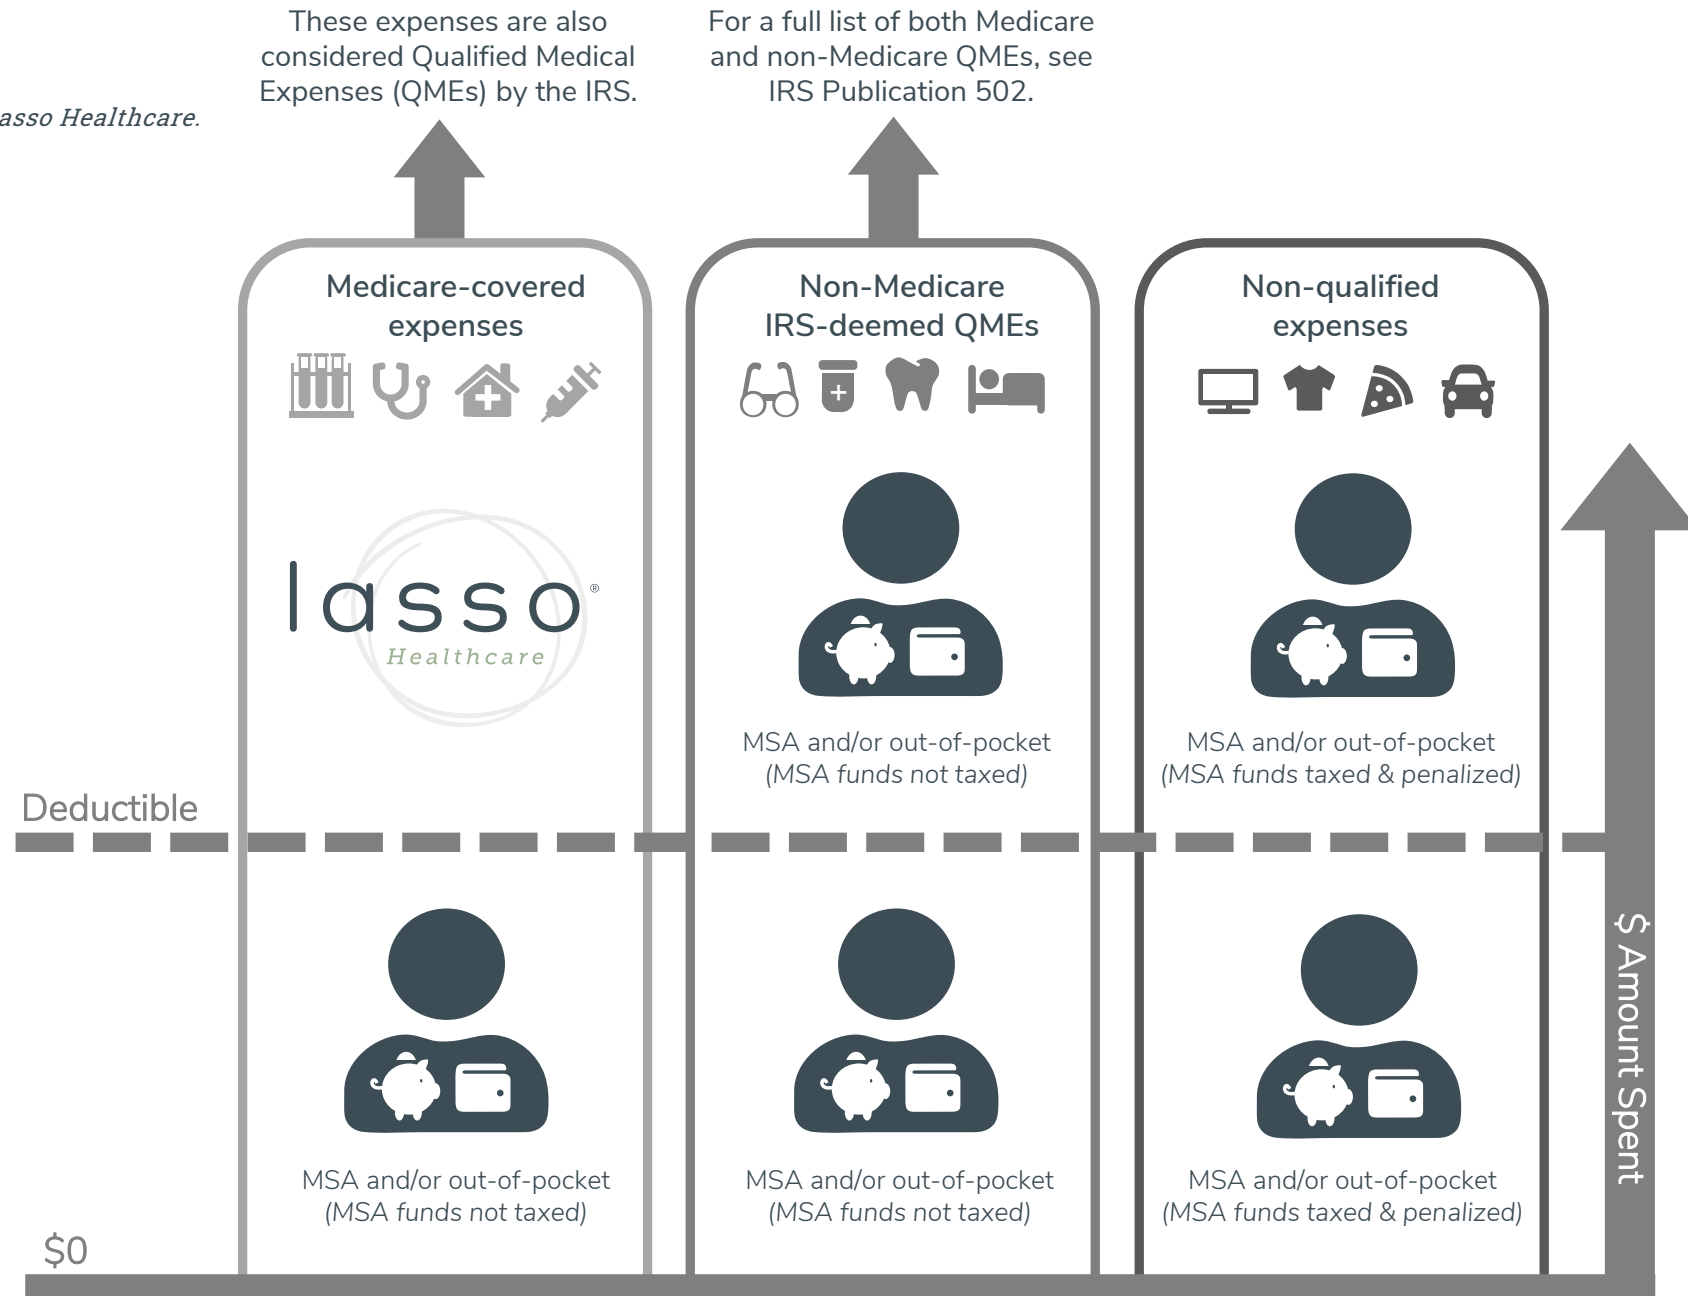 These expenses are also
considered Qualified Medical
Expenses (QMEs) by the IRS.
For a full list of both Medicare
and non-Medicare QMEs, see
IRS Publication 502.
asso Healthcare.
Medicare-covered
expenses
Non-Medicare
IRS-deemed QMEs
Non-qualified
expenses
lasso®
Healthcare
MSA and/or out-of-pocket
(MSA funds not taxed)
MSA and/or out-of-pocket
(MSA funds taxed & penalized)
Deductible
MSA and/or out-of-pocket
(MSA funds not taxed)
MSA and/or out-of-pocket
(MSA funds not taxed)
MSA and/or out-of-pocket
(MSA funds taxed & penalized)
$ Amount Spent
$0